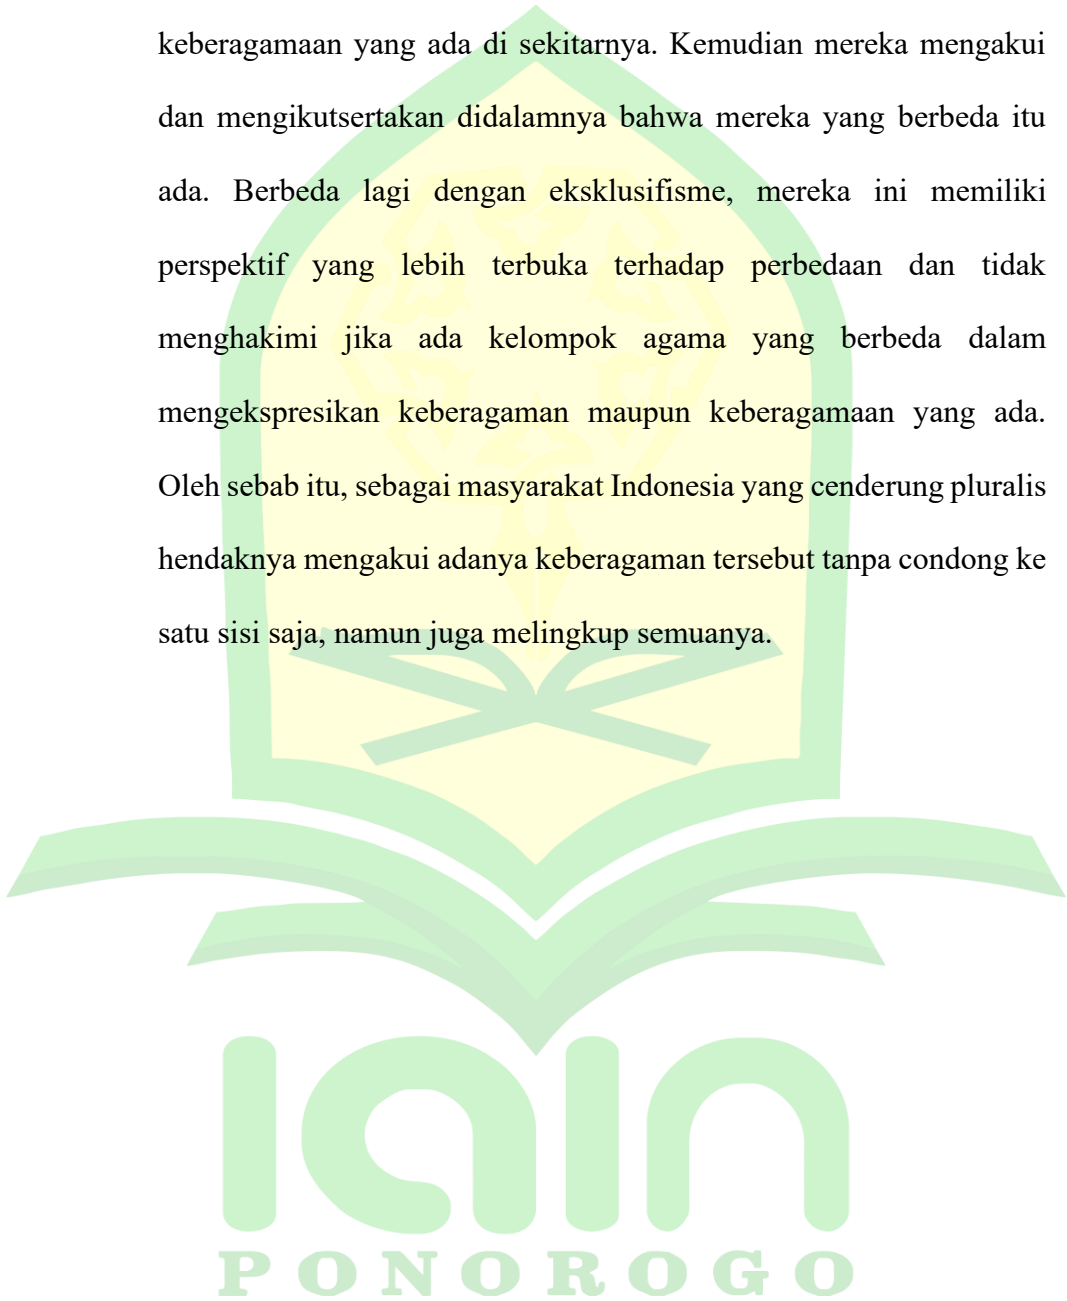 keberagamaan yang ada di sekitarnya. Kemudian mereka mengakui
dan mengikutsertakan didalamnya bahwa mereka yang berbeda itu
ada. Berbeda lagi dengan eksklusifisme, mereka ini memiliki
perspektif yang lebih terbuka terhadap perbedaan dan tidak
menghakimi jika ada kelompok agama yang berbeda dalam
mengekspresikan keberagaman maupun keberagamaan yang ada.
Oleh sebab itu, sebagai masyarakat Indonesia yang cenderung pluralis
hendaknya mengakui adanya keberagaman tersebut tanpa condong ke
satu sisi saja, namun juga melingkup semuanya.
iain
PONOROGO